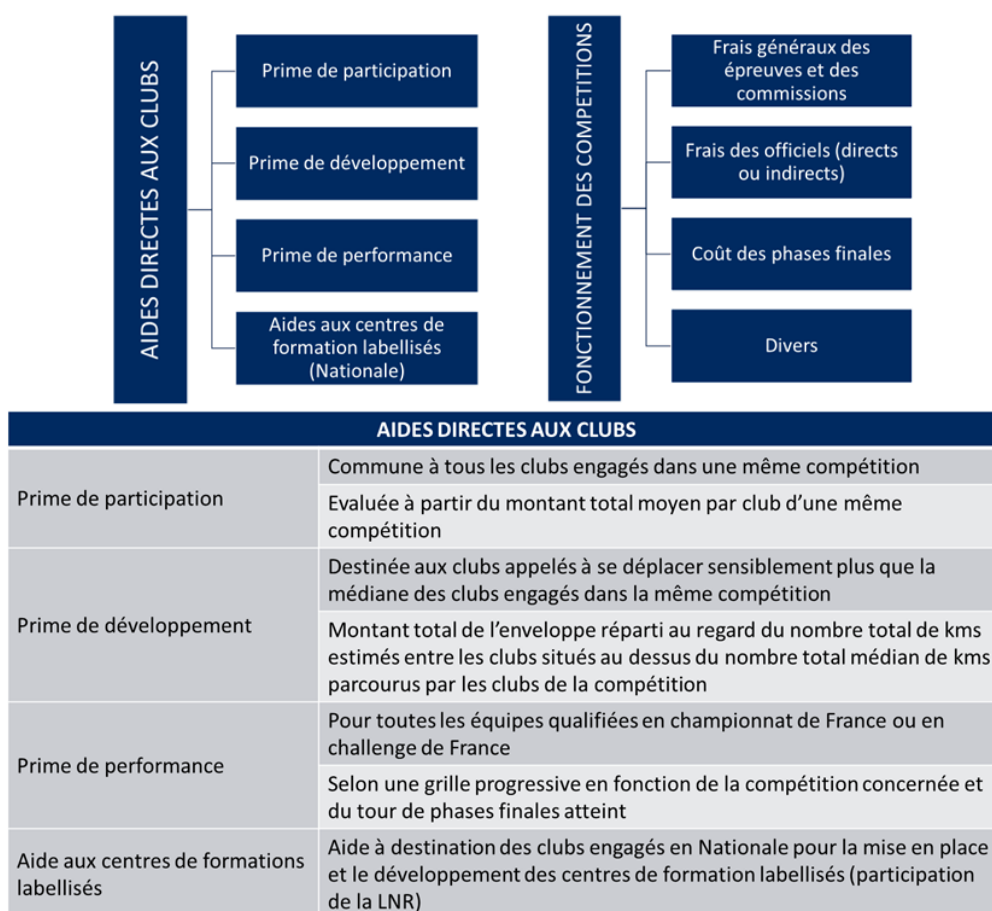 AIDES DIRECTES AUX CLUBS
Prime de participation
Prime de développement
Prime de performance
Aides aux centres de
formation labellisés
(Nationale)
FONCTIONNEMENT DES COMPETITIONS
Frais généraux des
épreuves et des
commissions
Frais des officiels (directs
ou indirects)
Coût des phases finales
Divers
AIDES DIRECTES AUX CLUBS
Prime de participation
Commune à tous les clubs engagés dans une même compétition
Evaluée à partir du montant total moyen par club d'une même
compétition
Prime de développement
Destinée aux clubs appelés à se déplacer sensiblement plus que la
médiane des clubs engagés dans la même compétition
Montant total de l'enveloppe réparti au regard du nombre total de kms
estimés entre les clubs situés au dessus du nombre total médian de kms
parcourus par les clubs de la compétition
Prime de performance
Pour toutes les équipes qualifiées en championnat de France ou en
challenge de France
Selon une grille progressive en fonction de la compétition concernée et
du tour de phases finales atteint
Aide aux centres de formations
labellisés
Aide à destination des clubs engagés en Nationale pour la mise en place
et le développement des centres de formation labellisés (participation
de la LNR)